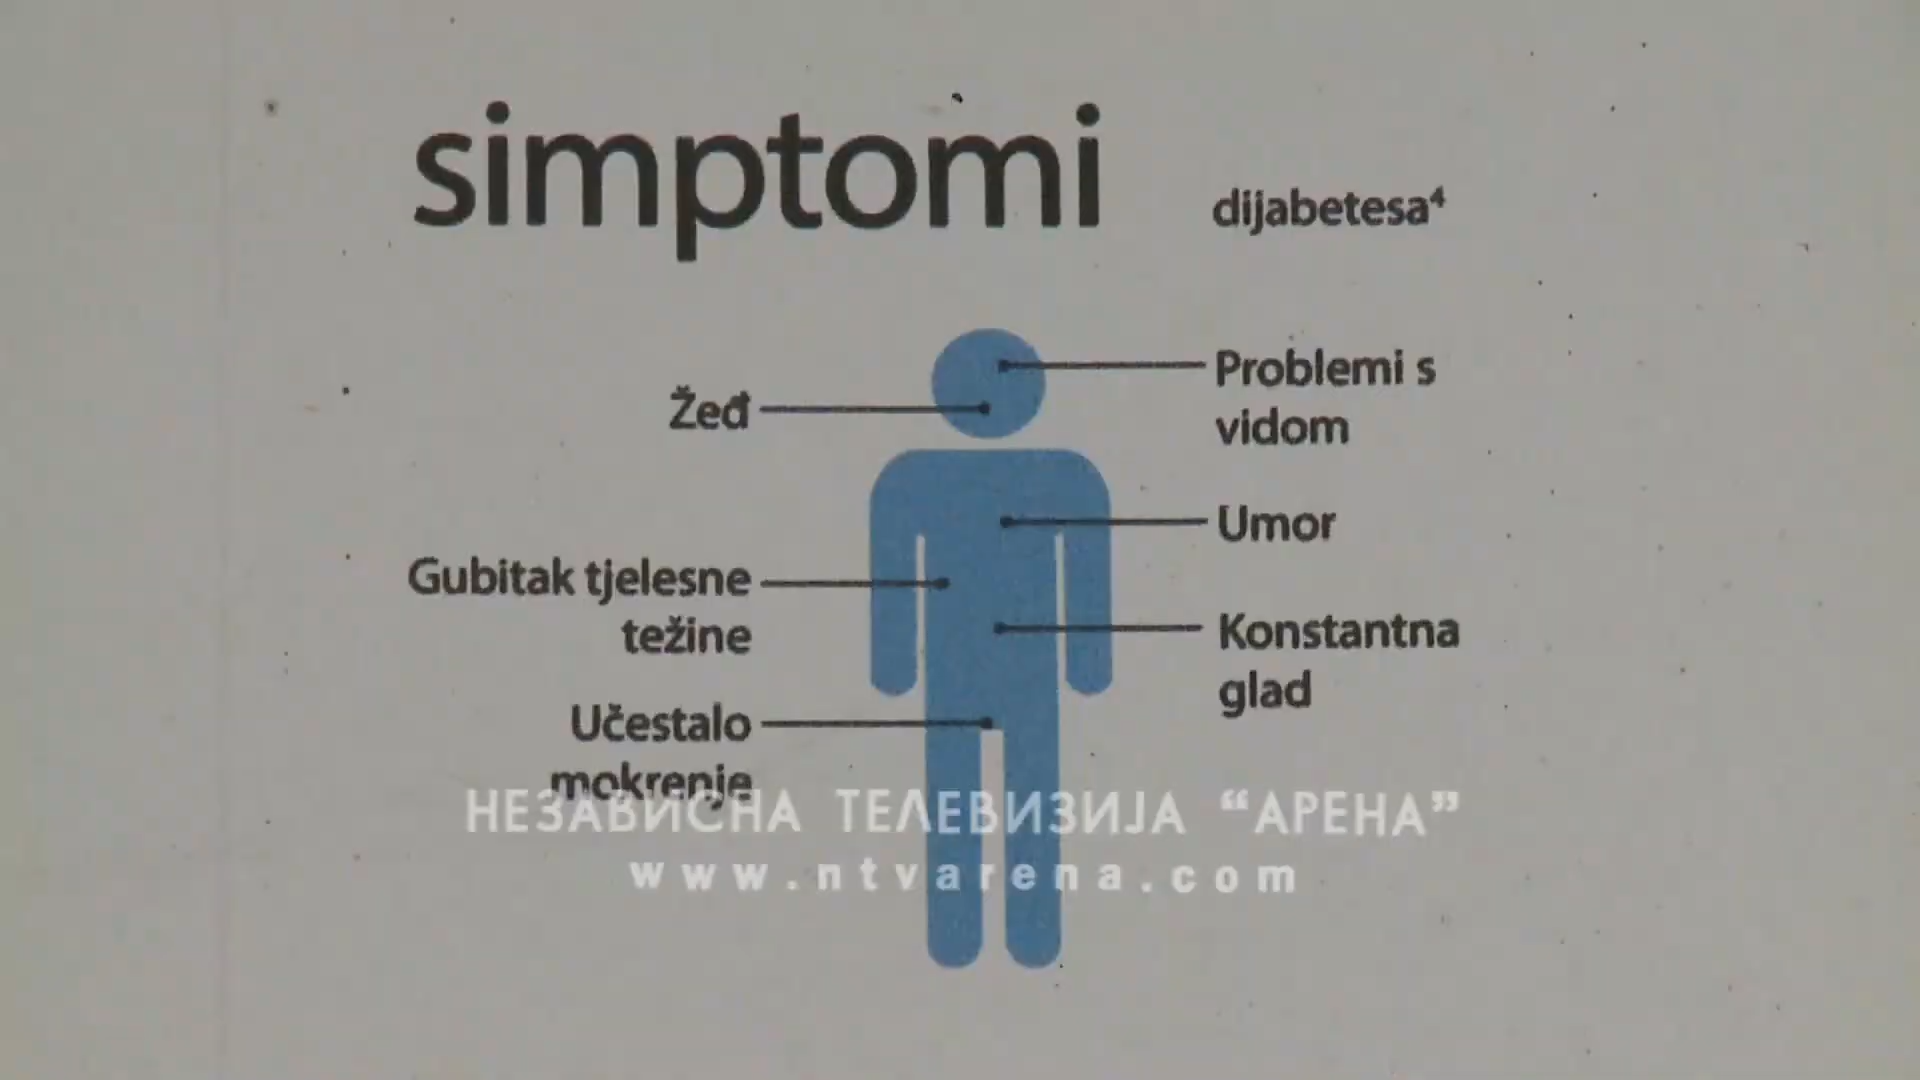 simptomi dijabetesa⁴
Žeđ
Problemi s
vidom
Umor
Gubitak tjelesne
težine
Konstantna
glad
Učestalo
mokrenje
НЕЗАВИСНА ТЕЛЕВИЗИЈА “АРЕНА”
www.ntvarena.com